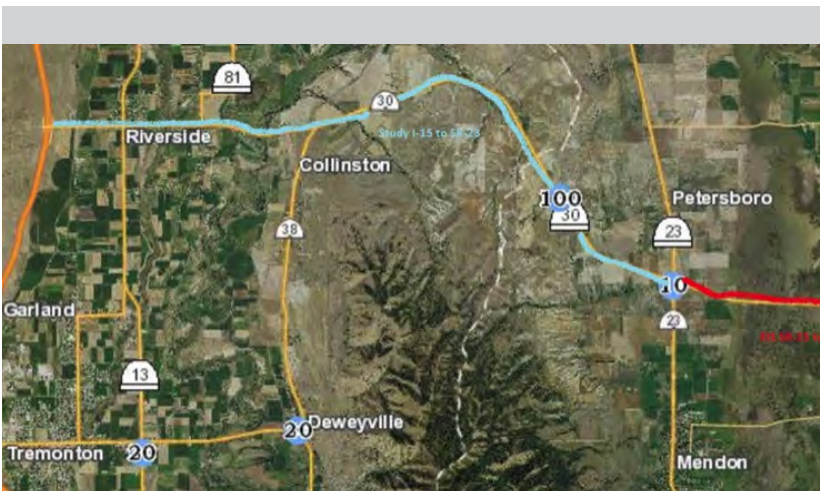 81
30
Riverside
Study I-15 to SR-23
Collinston
100
30
Petersboro
38
23
10
Garland
23
13
20
Deweyville
Tremonton
20
Mendon